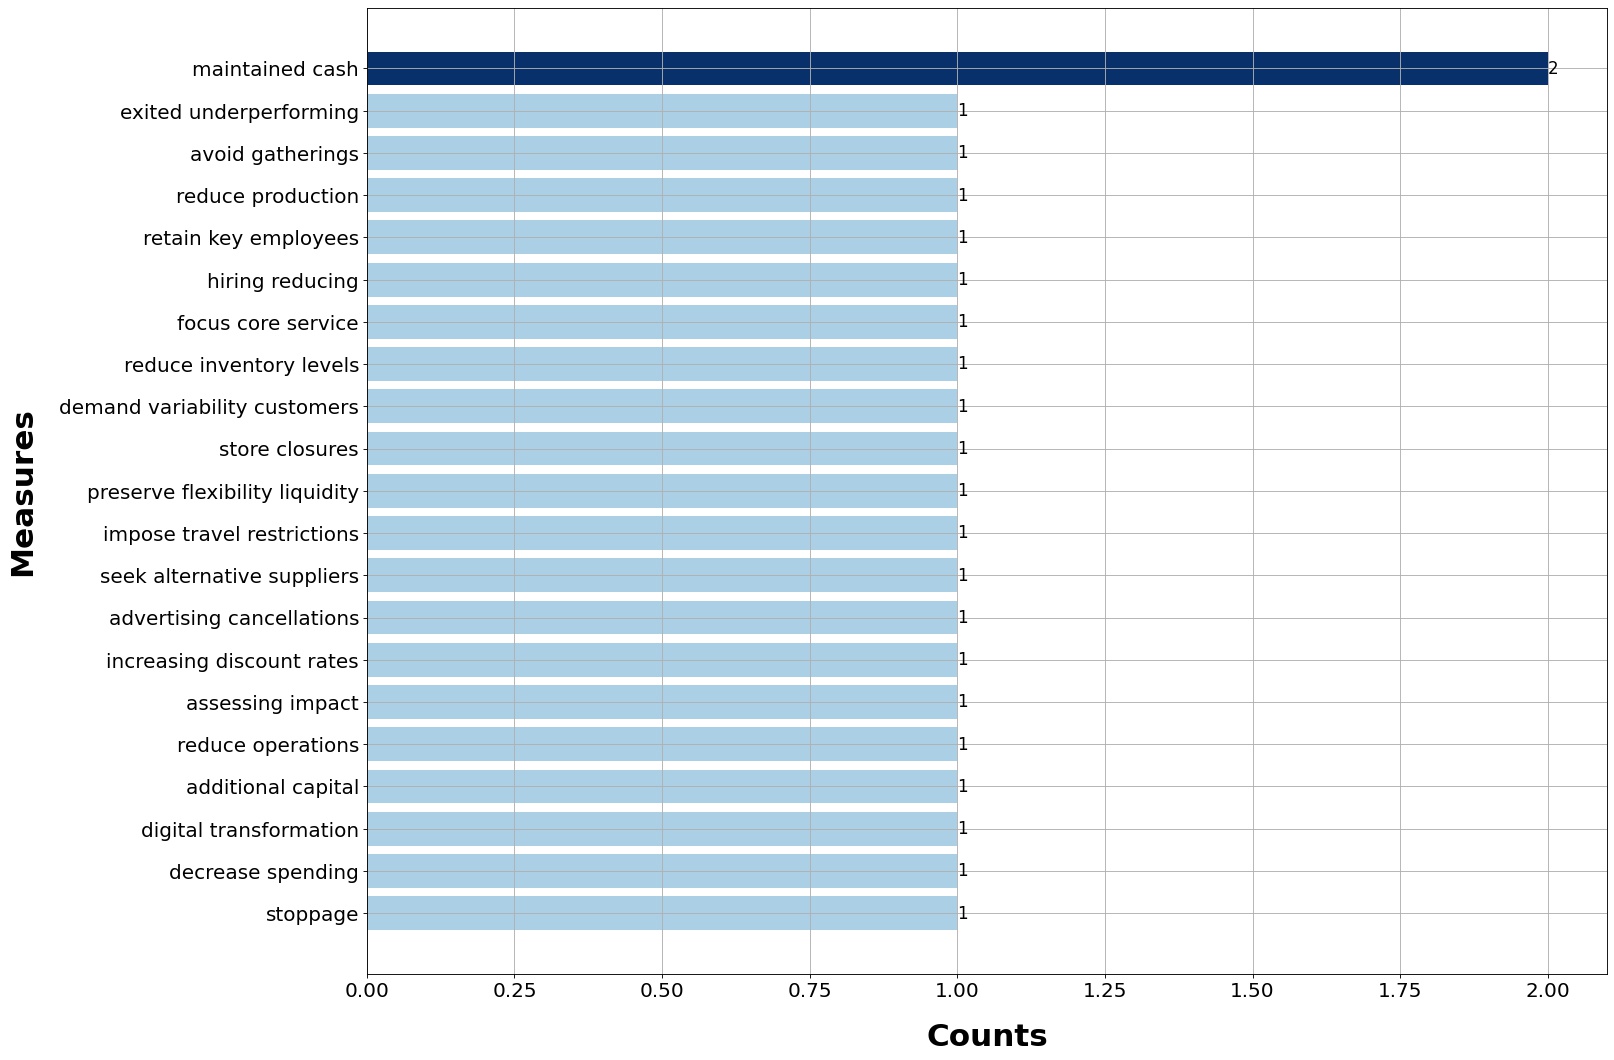 Measures
maintained cash 2
exited underperforming 1
avoid gatherings 1
reduce production 1
retain key employees 1
hiring reducing 1
focus core service 1
reduce inventory levels 1
demand variability customers 1
store closures 1
preserve flexibility liquidity 1
impose travel restrictions 1
seek alternative suppliers 1
advertising cancellations 1
increasing discount rates 1
assessing impact 1
reduce operations 1
additional capital 1
digital transformation 1
decrease spending 1
stoppage 1
0.00 0.25 0.50 0.75 1.00 1.25 1.50 1.75 2.00
Counts